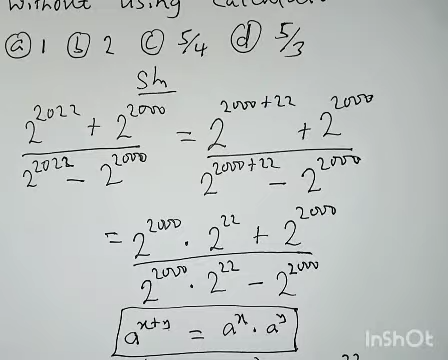 without using
ⓐ 1 ⓑ 2 ⓒ 5/4 ⓓ 5/3
Sln
(2^2022 + 2^2000)/(2^2022 − 2^2000) = (2^(2000+22) + 2^2000)/(2^(2000+22) − 2^2000)
= (2^2000 · 2^22 + 2^2000)/(2^2000 · 2^22 − 2^2000)
a^(x+y) = a^x · a^y
InShOt